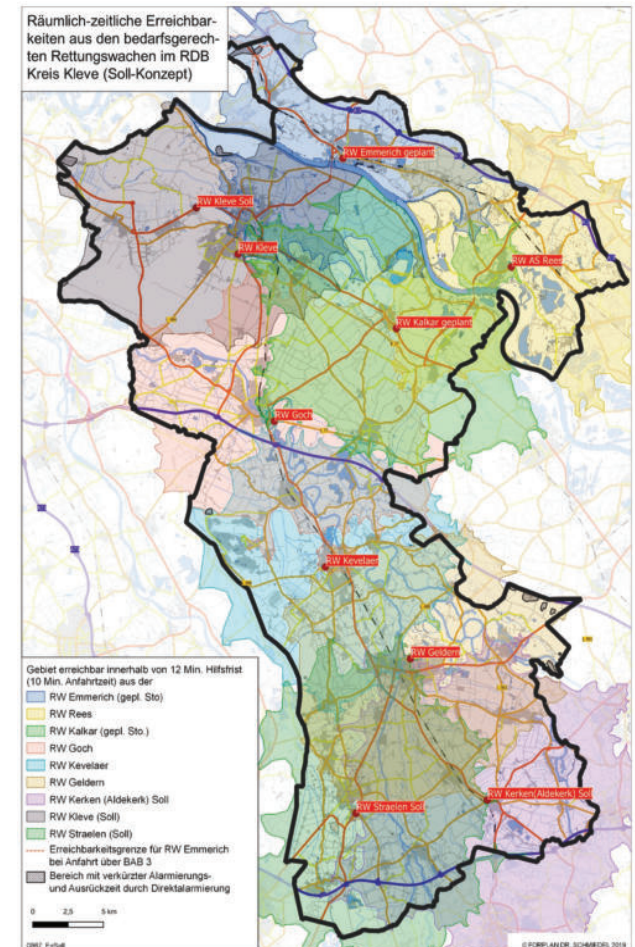 Räumlich-zeitliche Erreichbar-
keiten aus den bedarfsgerech-
ten Rettungswachen im RDB
Kreis Kleve (Soll-Konzept)
RW Emmerich geplant
RW Kleve Soll
RW Kleve
RW AS Rees
RW Kalkar geplant
RW Goch
RW Kevelaer
RW Geldern
RW Kerken(Aldekerk) Soll
RW Straelen Soll
Gebiet erreichbar innerhalb von 12 Min. Hilfsfrist
(10 Min. Anfahrtzeit) aus der
RW Emmerich (gepl. Sto)
RW Rees
RW Kalkar (gepl. Sto.)
RW Goch
RW Kevelaer
RW Geldern
RW Kerken (Aldekerk) Soll
RW Kleve (Soll)
RW Straelen (Soll)
Erreichbarkeitsgrenze für RW Emmerich
bei Anfahrt über BAB 3
Bereich mit verkürzter Alarmierungs-
und Ausrückzeit durch Direktalarmierung
0 2,5 5 km
© FORPLAN DR. SCHMIEDEL 2019